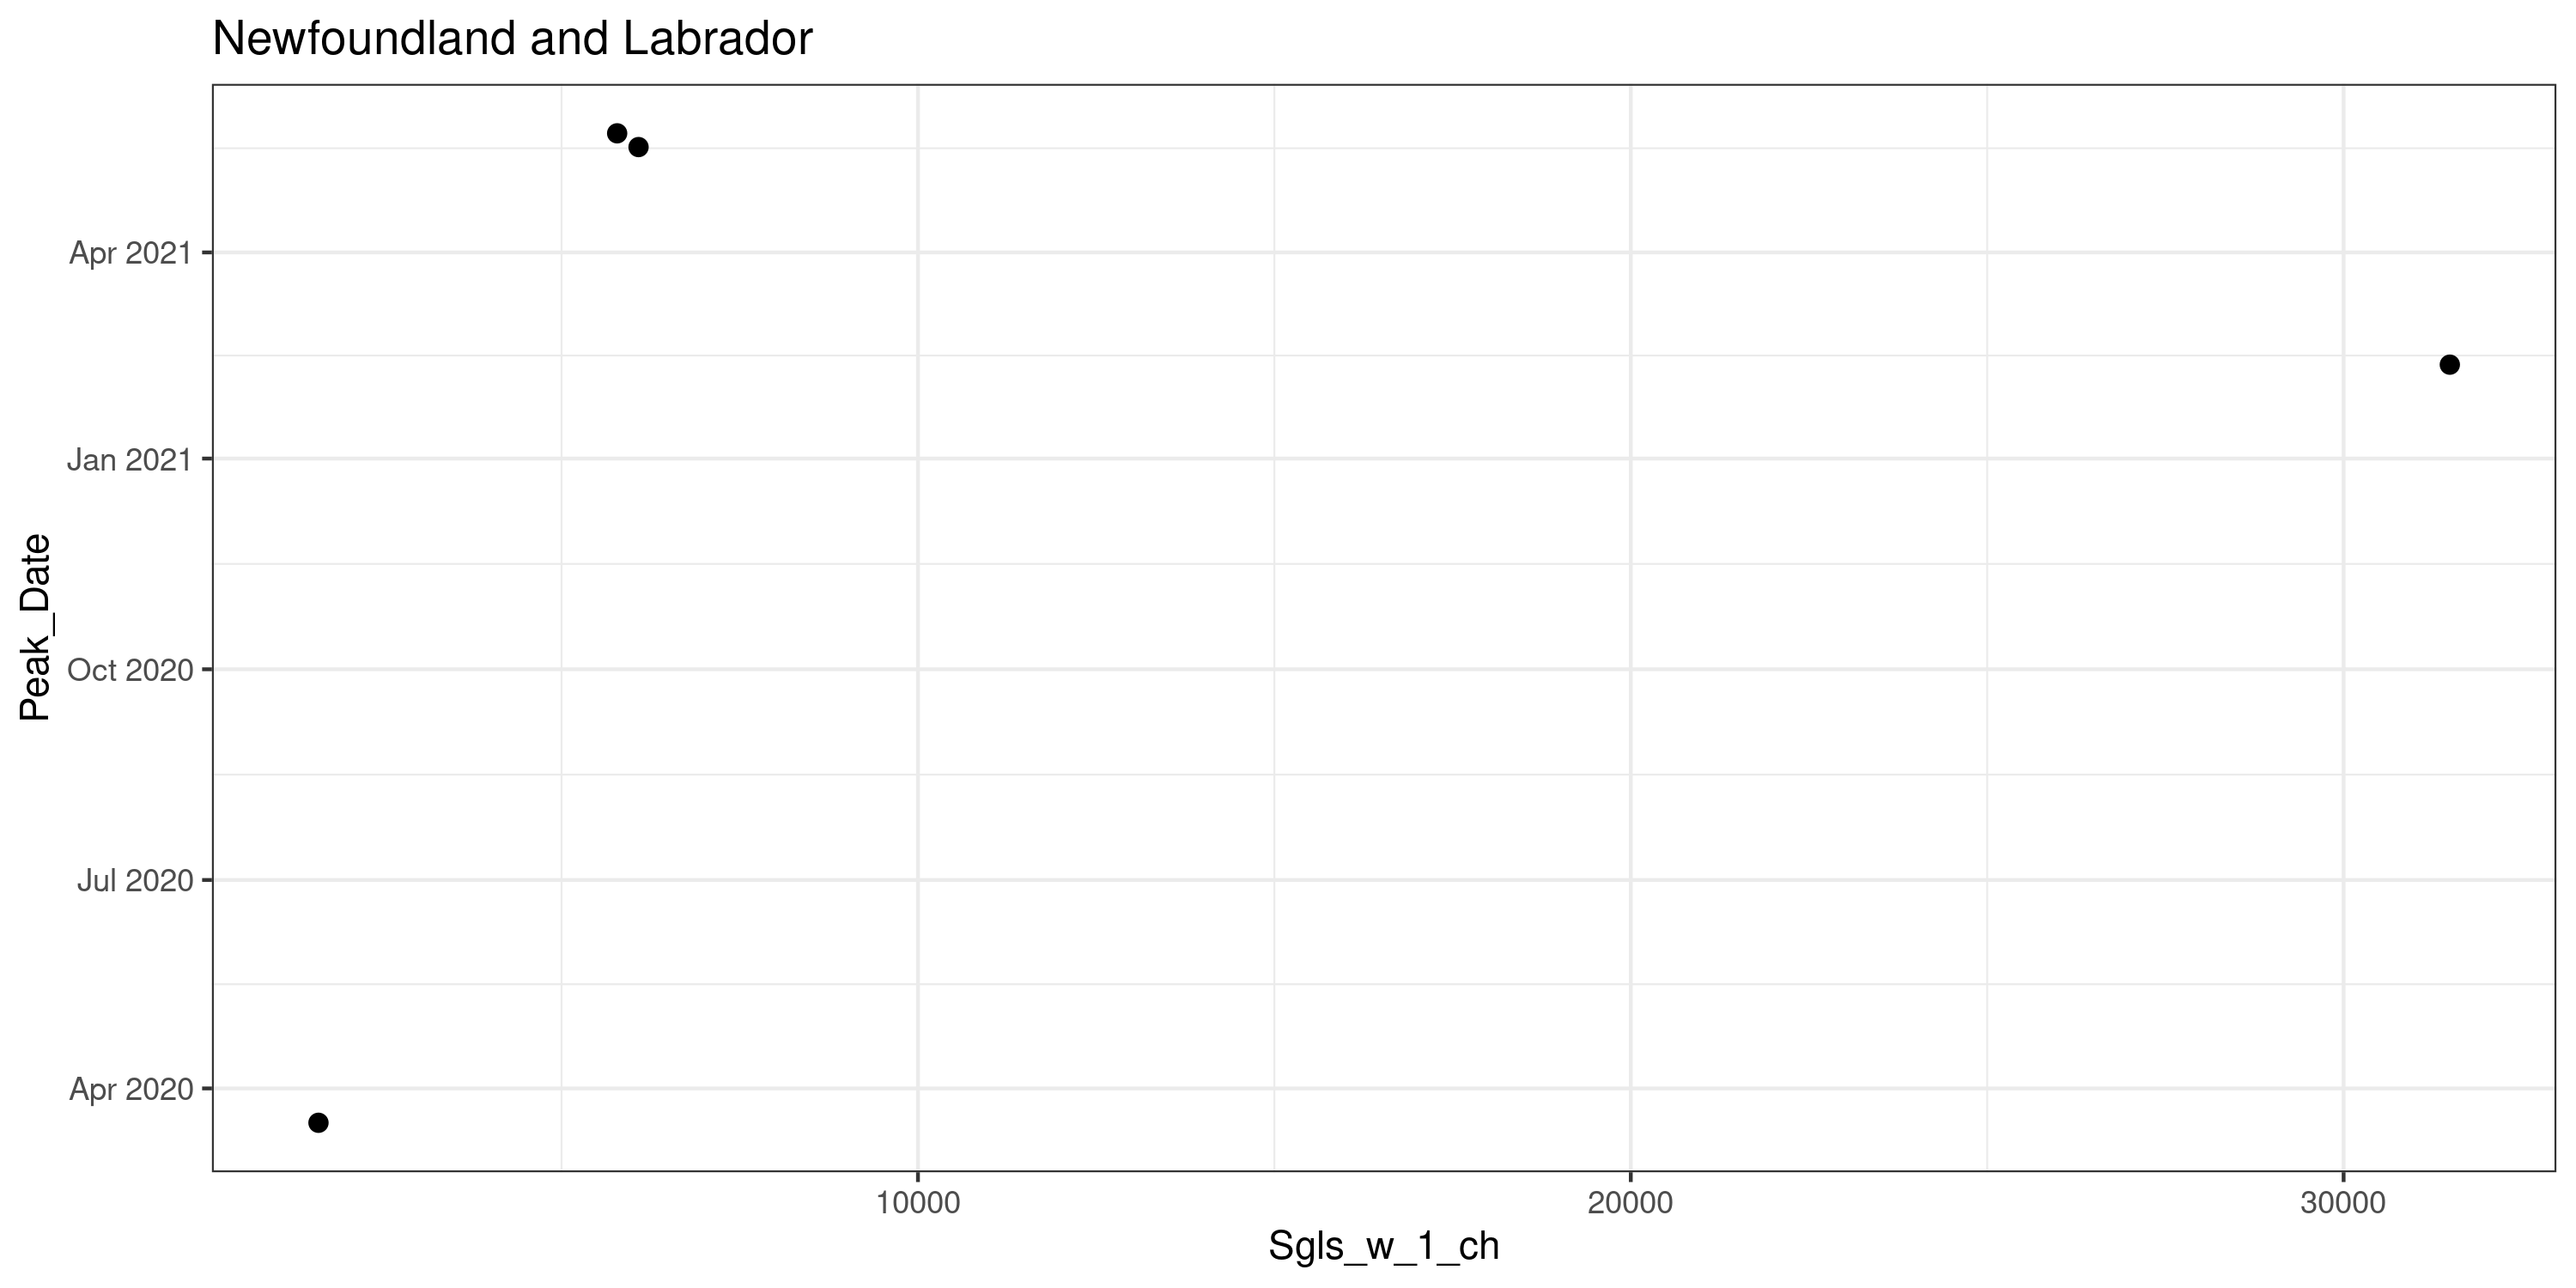 Newfoundland and Labrador
Peak_Date
Apr 2021
Jan 2021
Oct 2020
Jul 2020
Apr 2020
10000 20000 30000
Sgls_w_1_ch